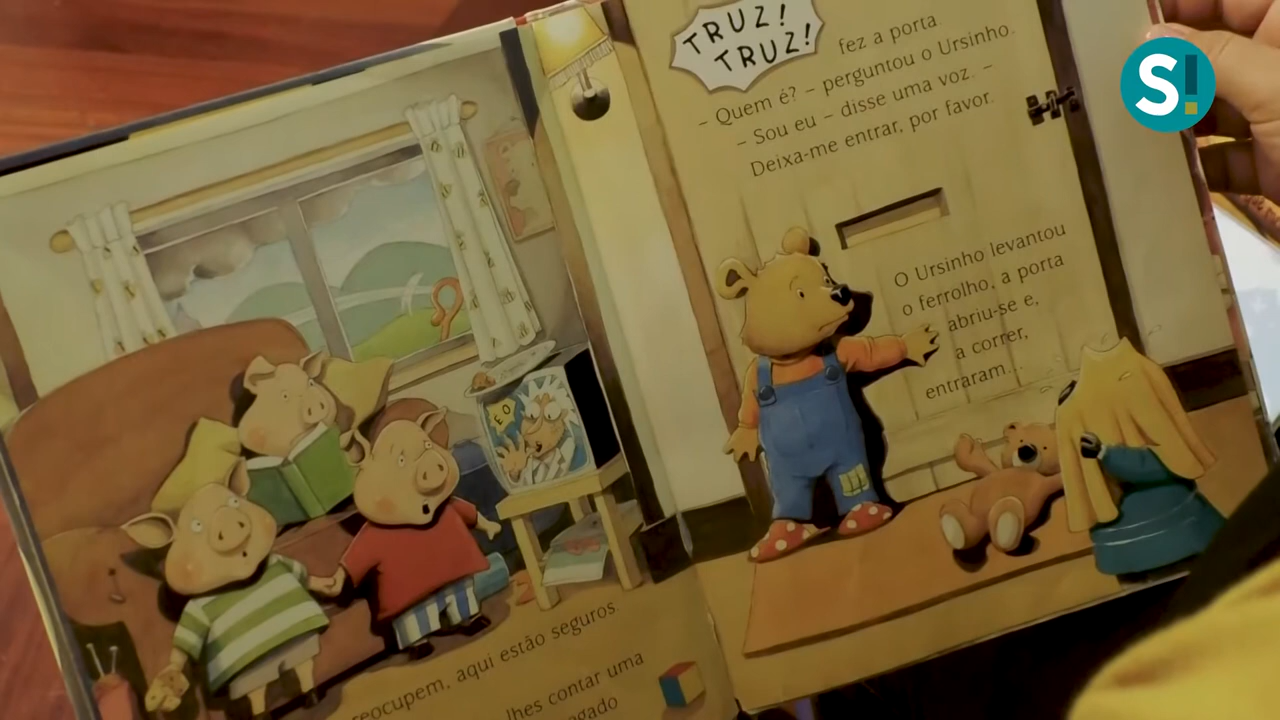 TRUZ!
TRUZ!
fez a porta.
– Quem é? – perguntou o Ursinho.
– Sou eu – disse uma voz. –
Deixa-me entrar, por favor.
O Ursinho levantou
o ferrolho, a porta
abriu-se e,
a correr,
entraram...
aqui estão seguros.
lhes contar uma
S!